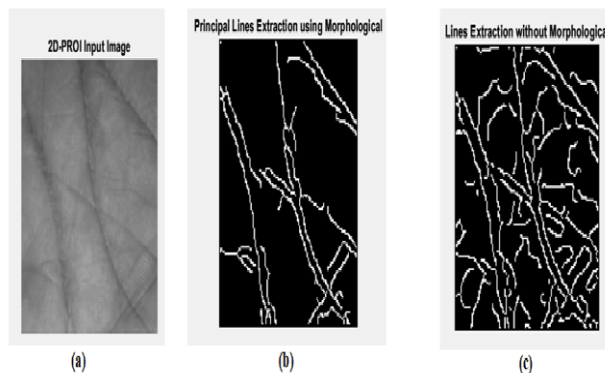 2D-PROI Input Image
Principal Lines Extraction using Morphological
Lines Extraction without Morphological
(a)
(b)
(c)